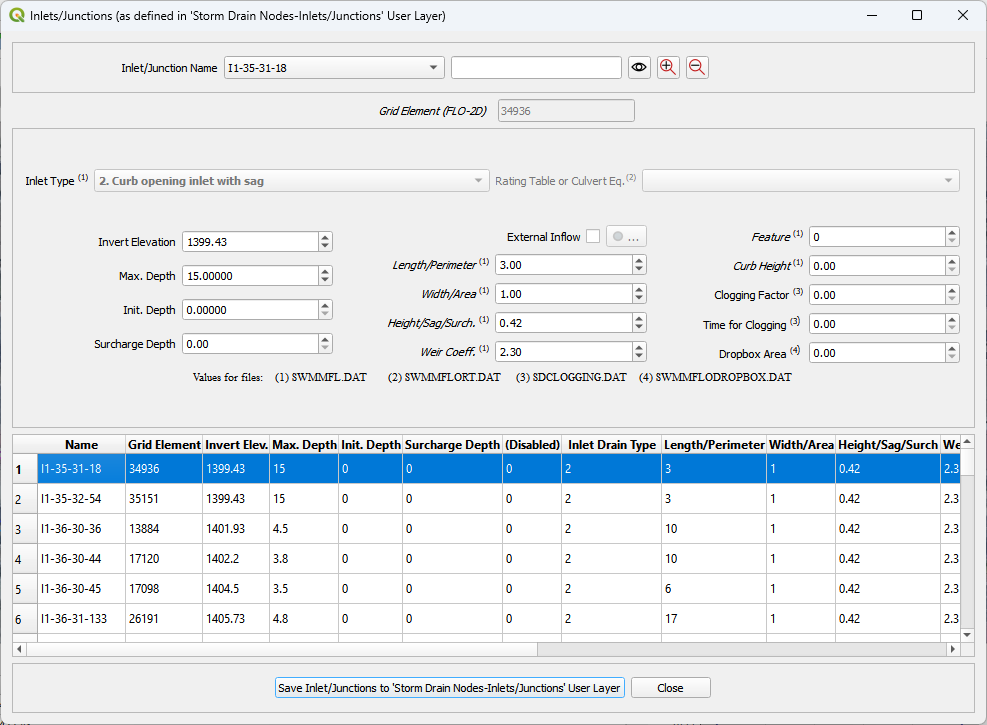 Inlets/Junctions (as defined in 'Storm Drain Nodes-Inlets/Junctions' User Layer)
Inlet/Junction Name I1-35-31-18
Grid Element (FLO-2D) 34936
Inlet Type (1) 2. Curb opening inlet with sag Rating Table or Culvert Eq. (2)
Invert Elevation 1399.43
Max. Depth 15.00000
Init. Depth 0.00000
Surcharge Depth 0.00
External Inflow ...
Length/Perimeter (1) 3.00
Width/Area (1) 1.00
Height/Sag/Surch. (1) 0.42
Weir Coeff. (1) 2.30
Feature (1) 0
Curb Height (1) 0.00
Clogging Factor (3) 0.00
Time for Clogging (3) 0.00
Dropbox Area (4) 0.00
Values for files: (1) SWMMFL.DAT (2) SWMMFLORT.DAT (3) SDCLOGGING.DAT (4) SWMMFLODROPBOX.DAT
Name Grid Element Invert Elev. Max. Depth Init. Depth Surcharge Depth (Disabled) Inlet Drain Type Length/Perimeter Width/Area Height/Sag/Surch We
1 I1-35-31-18 34936 1399.43 15 0 0 0 2 3 1 0.42 2.3
2 I1-35-32-54 35151 1399.43 15 0 0 0 2 3 1 0.42 2.3
3 I1-36-30-36 13884 1401.93 4.5 0 0 0 2 10 1 0.42 2.3
4 I1-36-30-44 17120 1402.2 3.8 0 0 0 2 10 1 0.42 2.3
5 I1-36-30-45 17098 1404.5 3.5 0 0 0 2 6 1 0.42 2.3
6 I1-36-31-133 26191 1405.73 4.8 0 0 0 2 17 1 0.42 2.3
Save Inlet/Junctions to 'Storm Drain Nodes-Inlets/Junctions' User Layer Close